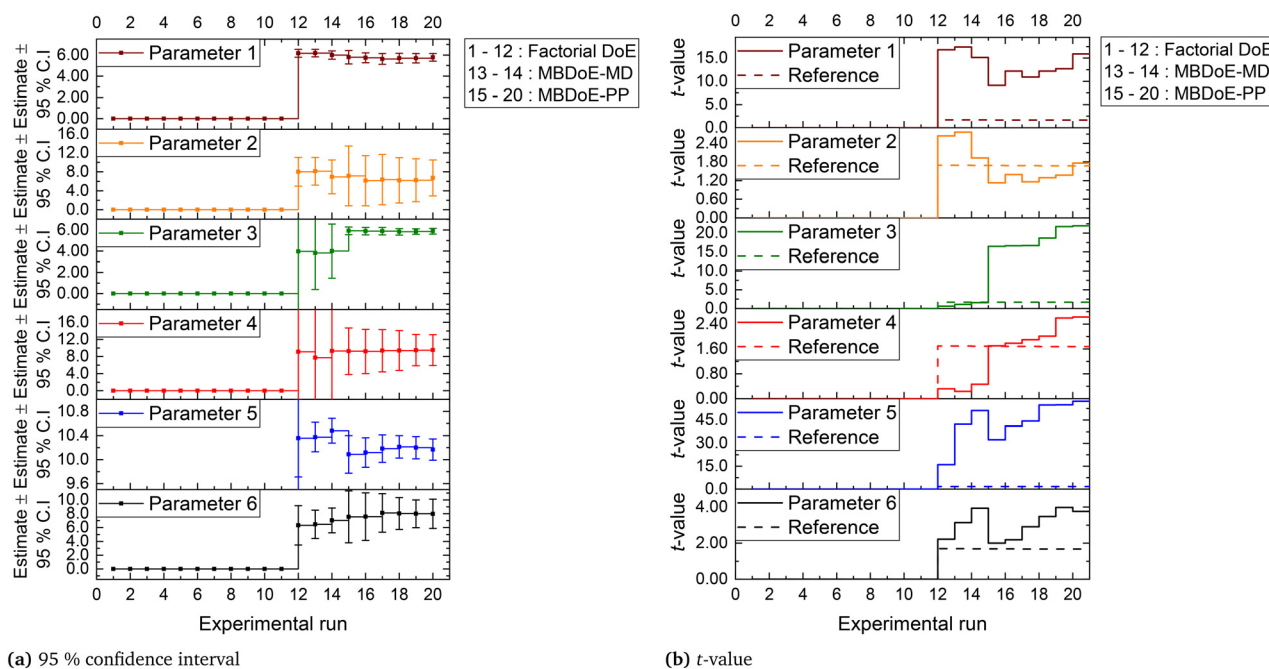 0 2 4 6 8 10 12 14 16 18 20
Estimate ± 95 % C.I
6.00
4.00
2.00
0.00
Parameter 1
Estimate ± 95 % C.I
16.0
12.0
8.0
4.0
0.0
Parameter 2
Estimate ± 95 % C.I
6.00
4.00
2.00
0.00
Parameter 3
Estimate ± 95 % C.I
16.0
12.0
8.0
4.0
0.0
Parameter 4
Estimate ± 95 % C.I
10.8
10.4
10.0
9.6
Parameter 5
Estimate ± 95 % C.I
10.0
8.0
6.0
4.0
2.0
0.0
Parameter 6
0 2 4 6 8 10 12 14 16 18 20
Experimental run
1 - 12 : Factorial DoE
13 - 14 : MBDoE-MD
15 - 20 : MBDoE-PP
(a) 95 % confidence interval
0 2 4 6 8 10 12 14 16 18 20
t-value
15.0
10.0
5.0
0.0
Parameter 1
Reference
t-value
2.40
1.80
1.20
0.60
0.00
Parameter 2
Reference
t-value
20.0
15.0
10.0
5.0
0.0
Parameter 3
Reference
t-value
2.40
1.60
0.80
0.00
Parameter 4
Reference
t-value
45.0
30.0
15.0
0.0
Parameter 5
Reference
t-value
4.00
2.00
0.00
Parameter 6
Reference
0 2 4 6 8 10 12 14 16 18 20
Experimental run
1 - 12 : Factorial DoE
13 - 14 : MBDoE-MD
15 - 20 : MBDoE-PP
(b) t-value